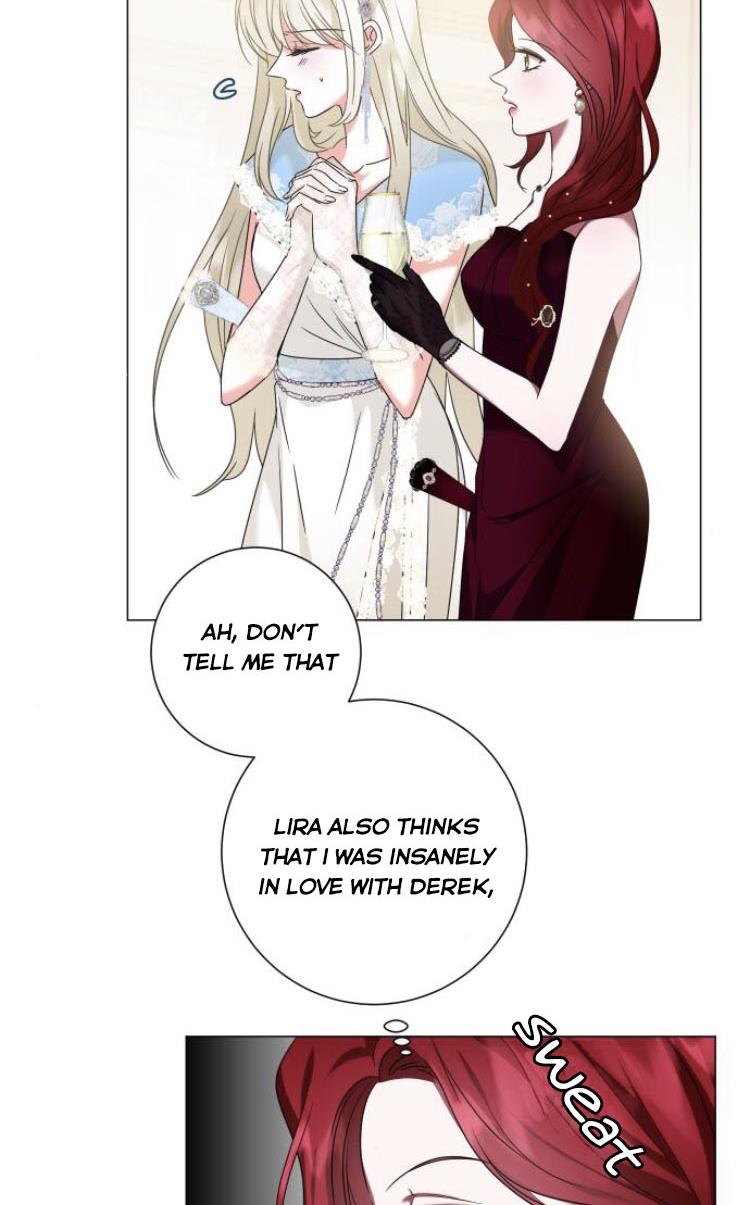 AH, DON'T
TELL ME THAT
LIRA ALSO THINKS
THAT I WAS INSANELY
IN LOVE WITH DEREK,
sweat